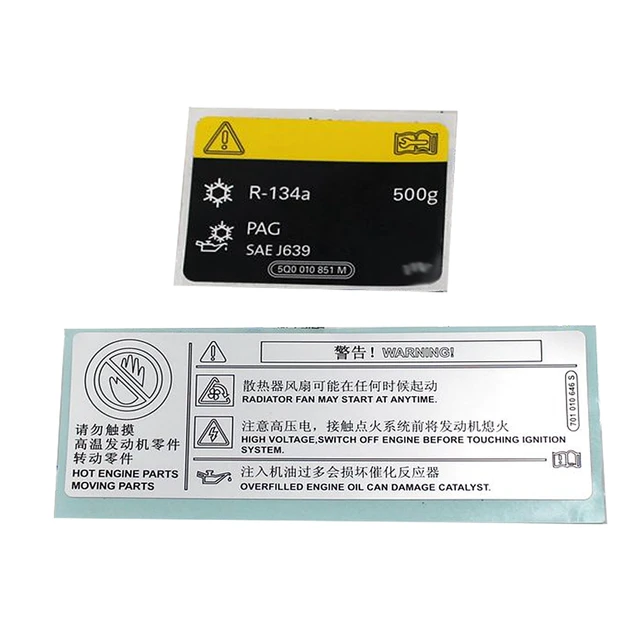 R-134a 500g
PAG
SAE J639
5Q0 010 851 M
警告! WARNING!
散热器风扇可能在任何时候起动
RADIATOR FAN MAY START AT ANYTIME.
注意高压电，接触点火系统前将发动机熄火
HIGH VOLTAGE,SWITCH OFF ENGINE BEFORE TOUCHING IGNITION
SYSTEM.
注入机油过多会损坏催化反应器
OVERFILLED ENGINE OIL CAN DAMAGE CATALYST.
请勿触摸
高温发动机零件
转动零件
HOT ENGINE PARTS
MOVING PARTS
701 010 646 S